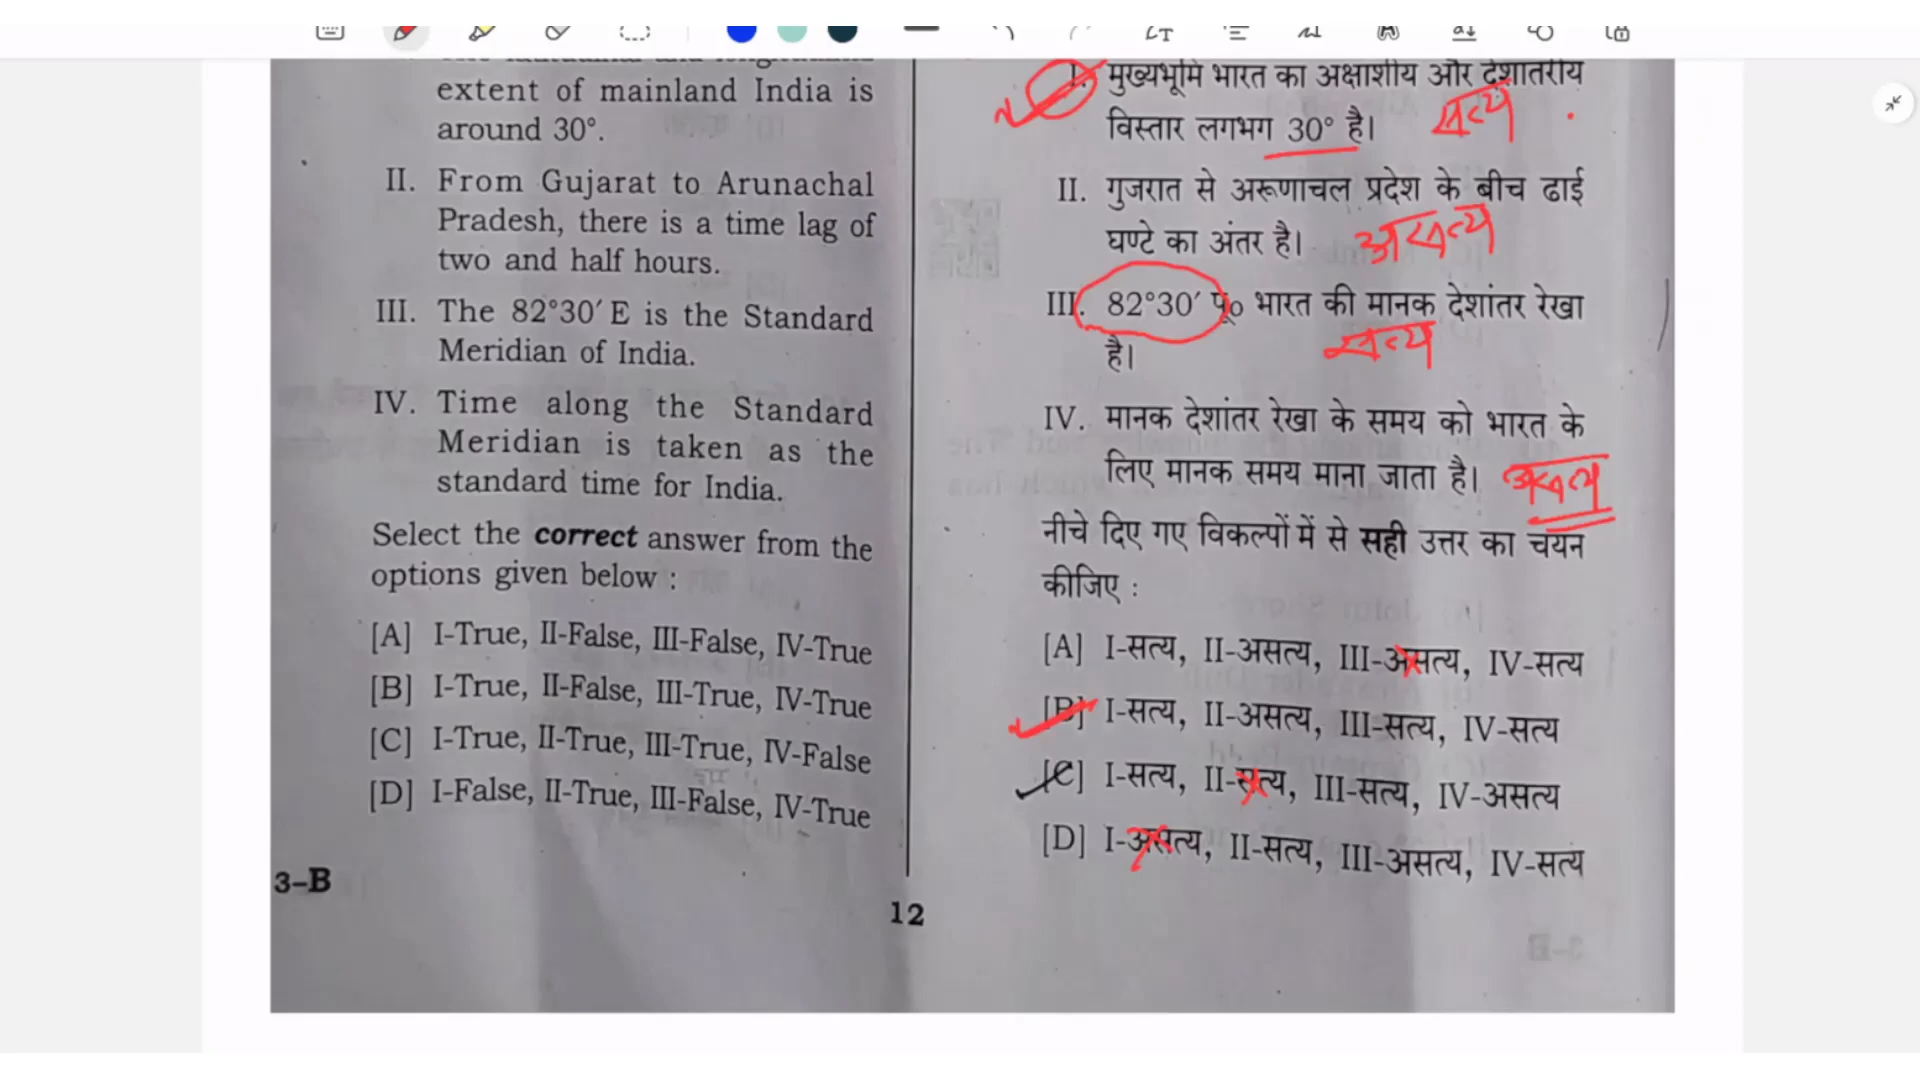 extent of mainland India is
around 30°.
II. From Gujarat to Arunachal
Pradesh, there is a time lag of
two and half hours.
III. The 82°30′ E is the Standard
Meridian of India.
IV. Time along the Standard
Meridian is taken as the
standard time for India.
Select the correct answer from the
options given below :
[A] I-True, II-False, III-False, IV-True
[B] I-True, II-False, III-True, IV-True
[C] I-True, II-True, III-True, IV-False
[D] I-False, II-True, III-False, IV-True
3-B
I. मुख्यभूमि भारत का अक्षांशीय और देशांतरीय
विस्तार लगभग 30° है। सत्य
II. गुजरात से अरूणाचल प्रदेश के बीच ढाई
घण्टे का अंतर है। असत्य
III. 82°30′ पू० भारत की मानक देशांतर रेखा
है। सत्य
IV. मानक देशांतर रेखा के समय को भारत के
लिए मानक समय माना जाता है।
नीचे दिए गए विकल्पों में से सही उत्तर का चयन
कीजिए :
[A] I-सत्य, II-असत्य, III-असत्य, IV-सत्य
[B] I-सत्य, II-असत्य, III-सत्य, IV-सत्य
[C] I-सत्य, II-सत्य, III-सत्य, IV-असत्य
[D] I-असत्य, II-सत्य, III-असत्य, IV-सत्य
12